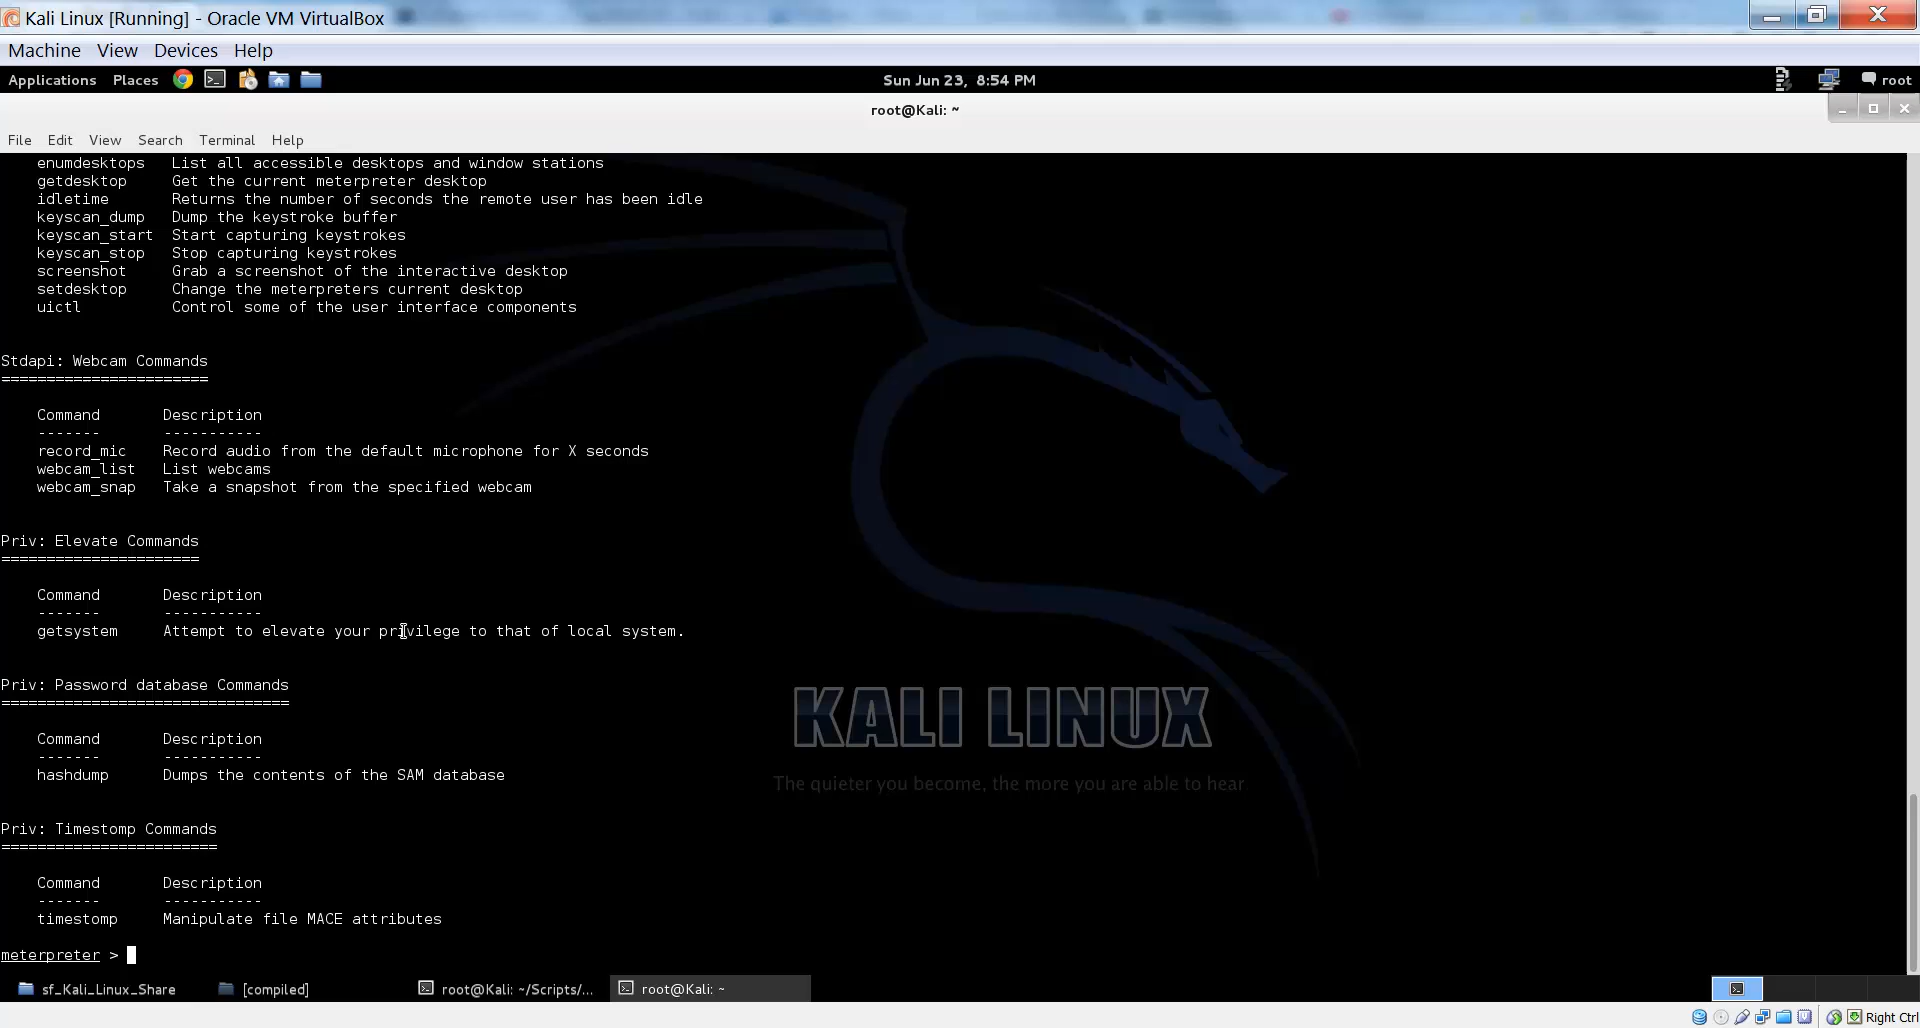 Kali Linux [Running] - Oracle VM VirtualBox
Machine View Devices Help
Applications Places Sun Jun 23, 8:54 PM root
root@Kali: ~
File Edit View Search Terminal Help
enumdesktops List all accessible desktops and window stations
getdesktop Get the current meterpreter desktop
idletime Returns the number of seconds the remote user has been idle
keyscan_dump Dump the keystroke buffer
keyscan_start Start capturing keystrokes
keyscan_stop Stop capturing keystrokes
screenshot Grab a screenshot of the interactive desktop
setdesktop Change the meterpreters current desktop
uictl Control some of the user interface components
Stdapi: Webcam Commands
=======================
Command Description
------- -----------
record_mic Record audio from the default microphone for X seconds
webcam_list List webcams
webcam_snap Take a snapshot from the specified webcam
Priv: Elevate Commands
======================
Command Description
------- -----------
getsystem Attempt to elevate your privilege to that of local system.
Priv: Password database Commands
================================
Command Description
------- -----------
hashdump Dumps the contents of the SAM database
Priv: Timestomp Commands
========================
Command Description
------- -----------
timestomp Manipulate file MACE attributes
meterpreter >
KALI LINUX
The quieter you become, the more you are able to hear
sf_Kali_Linux_Share [compiled] root@Kali: ~/Scripts/... root@Kali: ~
Right Ctrl